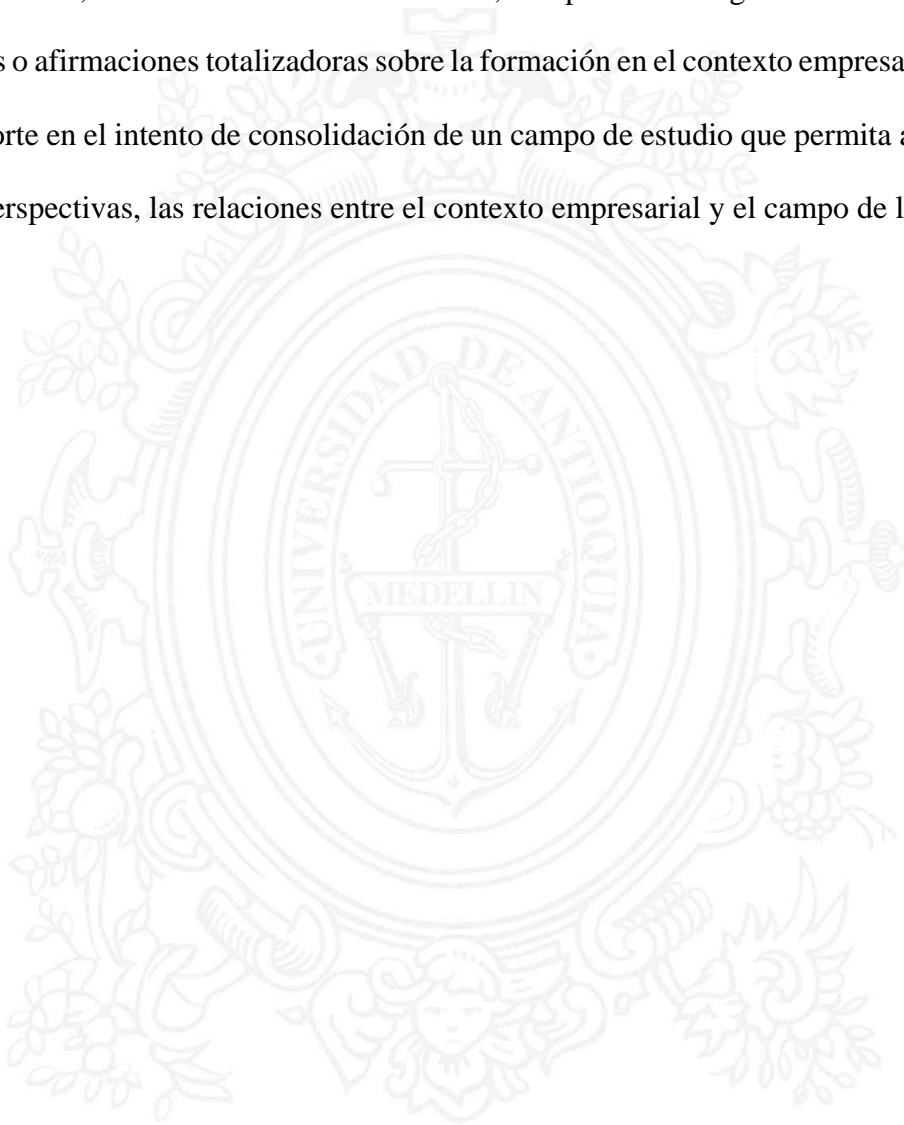 s o afirmaciones totalizadoras sobre la formación en el contexto empresa
orte en el intento de consolidación de un campo de estudio que permita a
erspectivas, las relaciones entre el contexto empresarial y el campo de l
UNIVERSIDAD DE ANTIOQUIA
MEDELLIN